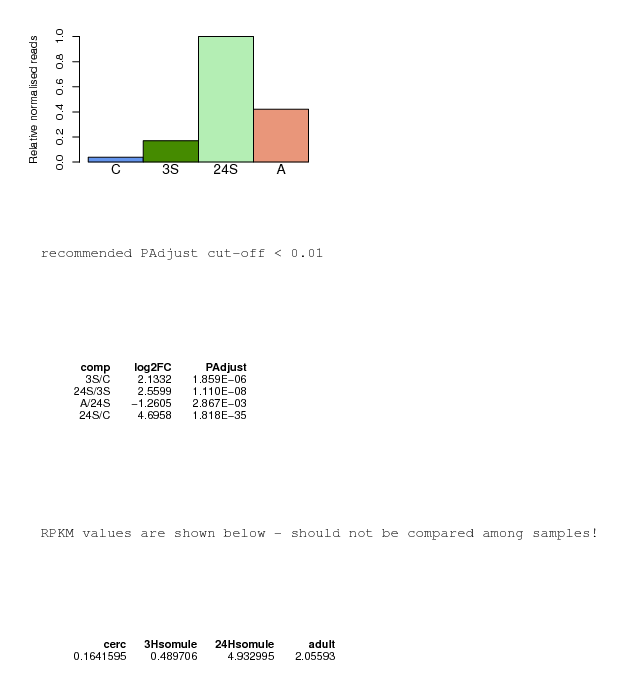 Relative normalised reads
0.0 0.2 0.4 0.6 0.8 1.0
C 3S 24S A
recommended PAdjust cut-off < 0.01
comp log2FC PAdjust
3S/C 2.1332 1.859E−06
24S/3S 2.5599 1.110E−08
A/24S −1.2605 2.867E−03
24S/C 4.6958 1.818E−35
RPKM values are shown below - should not be compared among samples!
cerc 3Hsomule 24Hsomule adult
0.1641595 0.489706 4.932995 2.05593